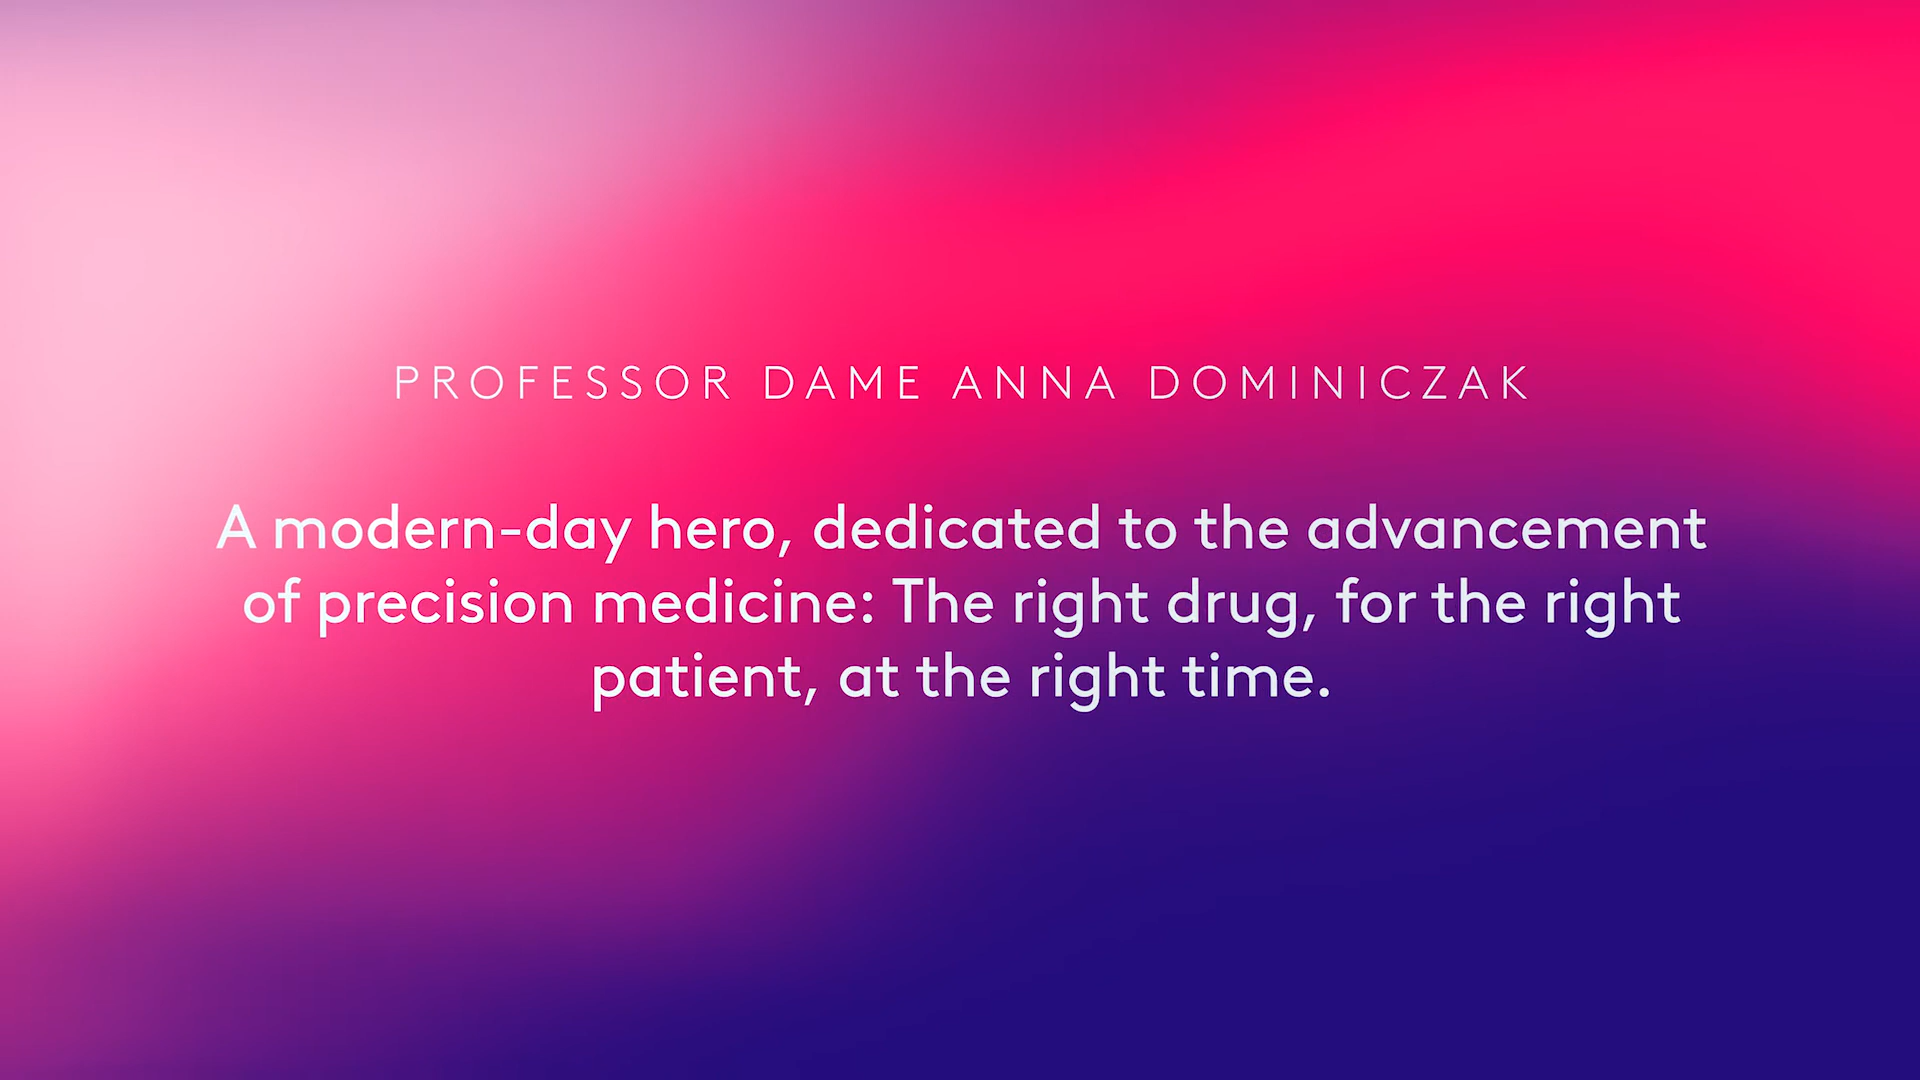 PROFESSOR DAME ANNA DOMINICZAK
A modern-day hero, dedicated to the advancement
of precision medicine: The right drug, for the right
patient, at the right time.